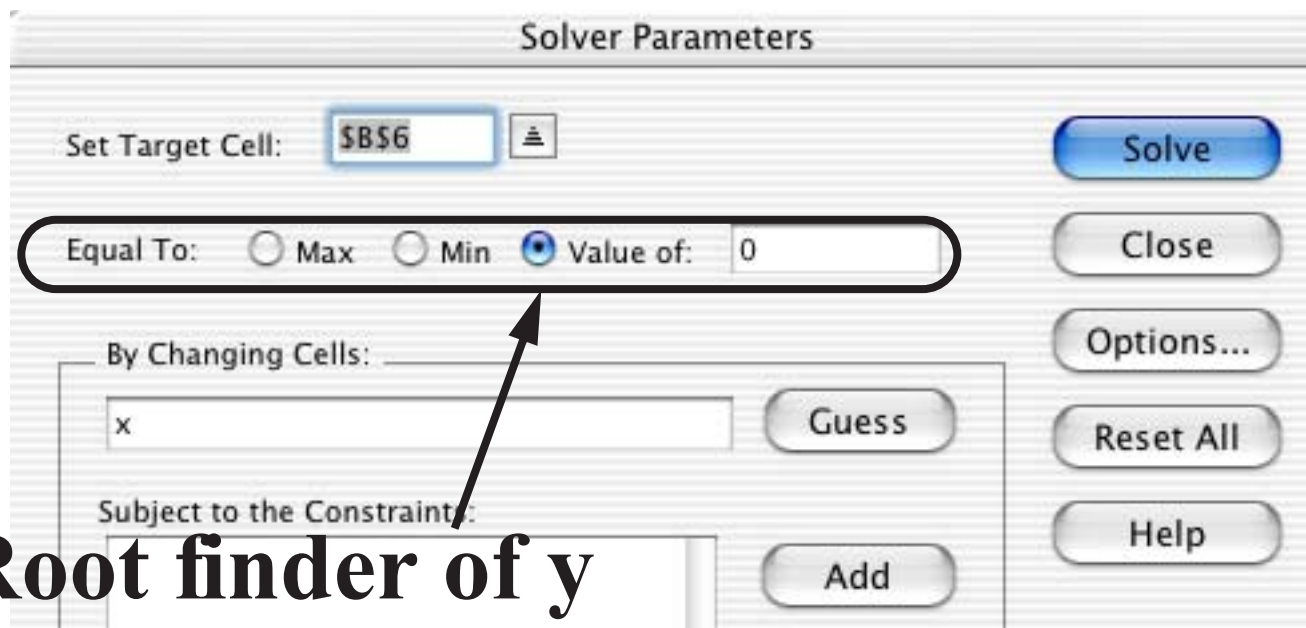 Solver Parameters
Set Target Cell: $B$6
Solve
Equal To: Max Min Value of: 0
Close
By Changing Cells:
Options...
x
Guess
Reset All
Subject to the Constraints:
Help
Root finder of y
Add